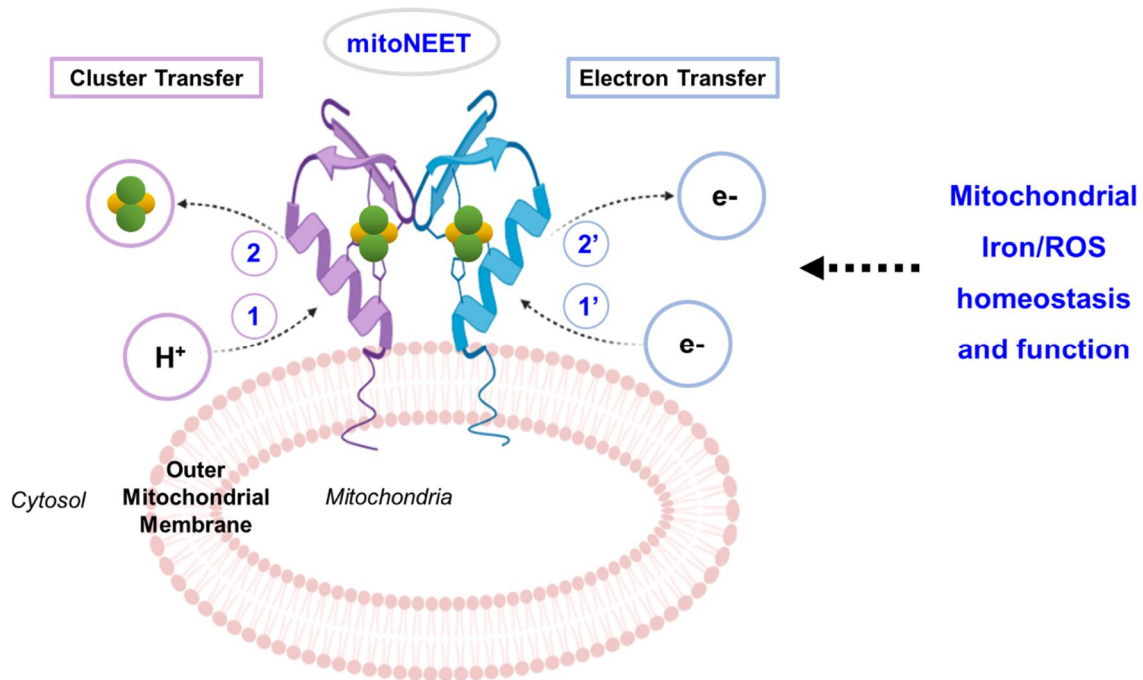 mitoNEET
Cluster Transfer
Electron Transfer
e-
2
2’
1
1’
H⁺
e-
Mitochondrial
Iron/ROS
homeostasis
and function
Cytosol
Outer
Mitochondrial
Membrane
Mitochondria